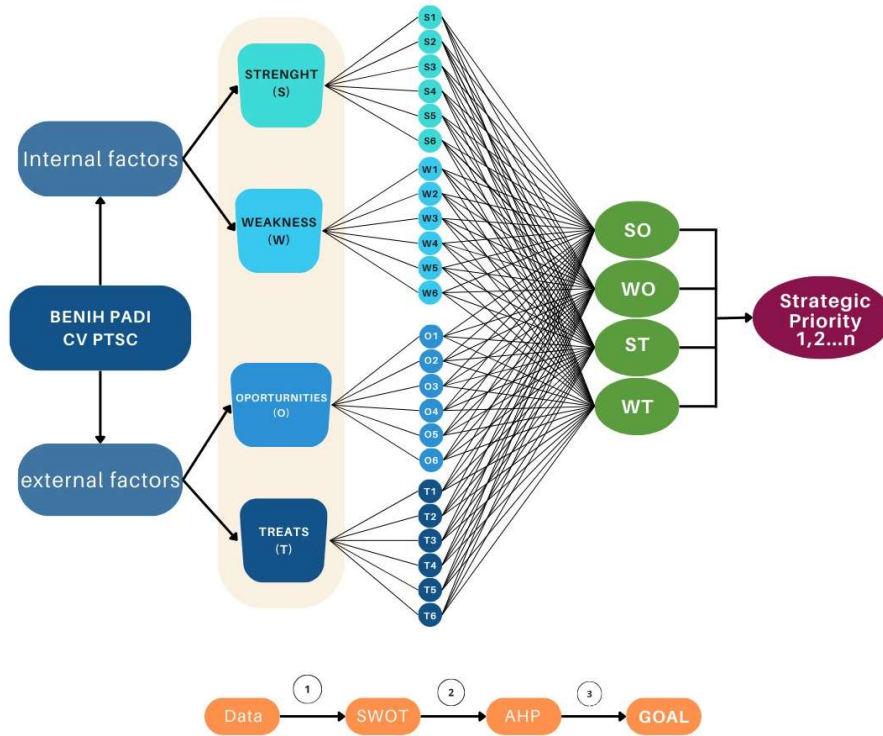 STRENGHT
(S)
S1
S2
S3
S4
S5
S6
Internal factors
WEAKNESS
(W)
W1
W2
W3
W4
W5
W6
BENIH PADI
CV PTSC
OPORTURNITIES
(O)
O1
O2
O3
O4
O5
O6
external factors
TREATS
(T)
T1
T2
T3
T4
T5
T6
SO
WO
ST
WT
Strategic
Priority
1,2...n
1
2
3
Data
SWOT
AHP
GOAL